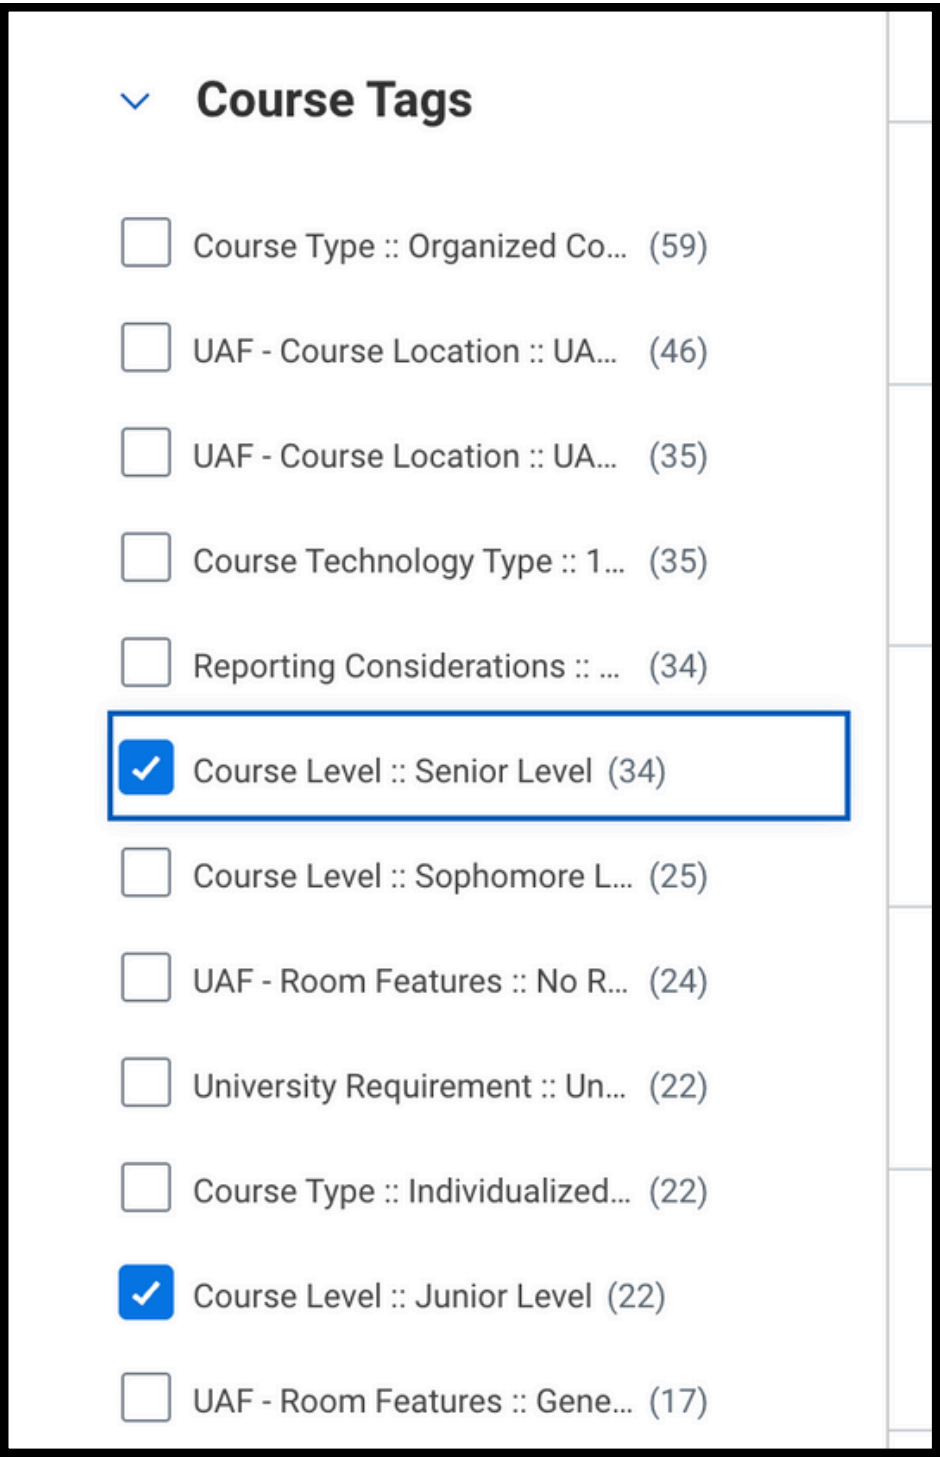 Course Tags
Course Type :: Organized Co... (59)
UAF - Course Location :: UA... (46)
UAF - Course Location :: UA... (35)
Course Technology Type :: 1... (35)
Reporting Considerations :: ... (34)
Course Level :: Senior Level (34)
Course Level :: Sophomore L... (25)
UAF - Room Features :: No R... (24)
University Requirement :: Un... (22)
Course Type :: Individualized... (22)
Course Level :: Junior Level (22)
UAF - Room Features :: Gene... (17)